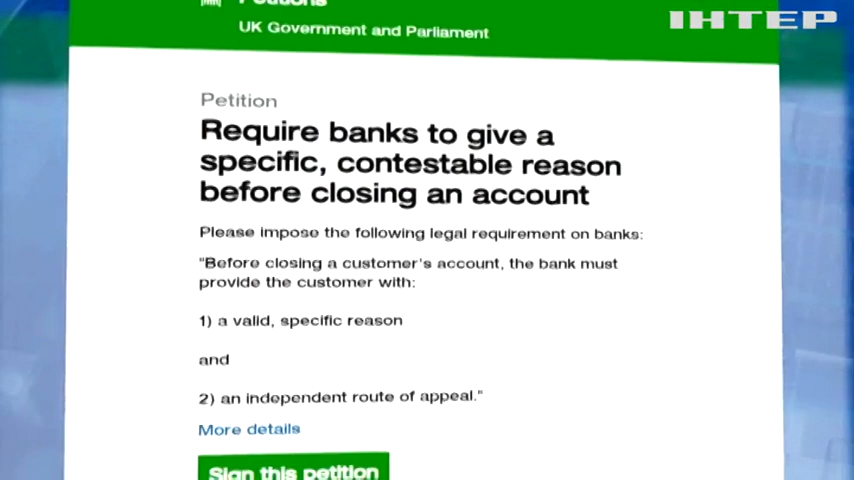 ІНТЕР
Petitions
UK Government and Parliament
Petition
Require banks to give a
specific, contestable reason
before closing an account
Please impose the following legal requirement on banks:
"Before closing a customer's account, the bank must
provide the customer with:
1) a valid, specific reason
and
2) an independent route of appeal."
More details
Sign this petition